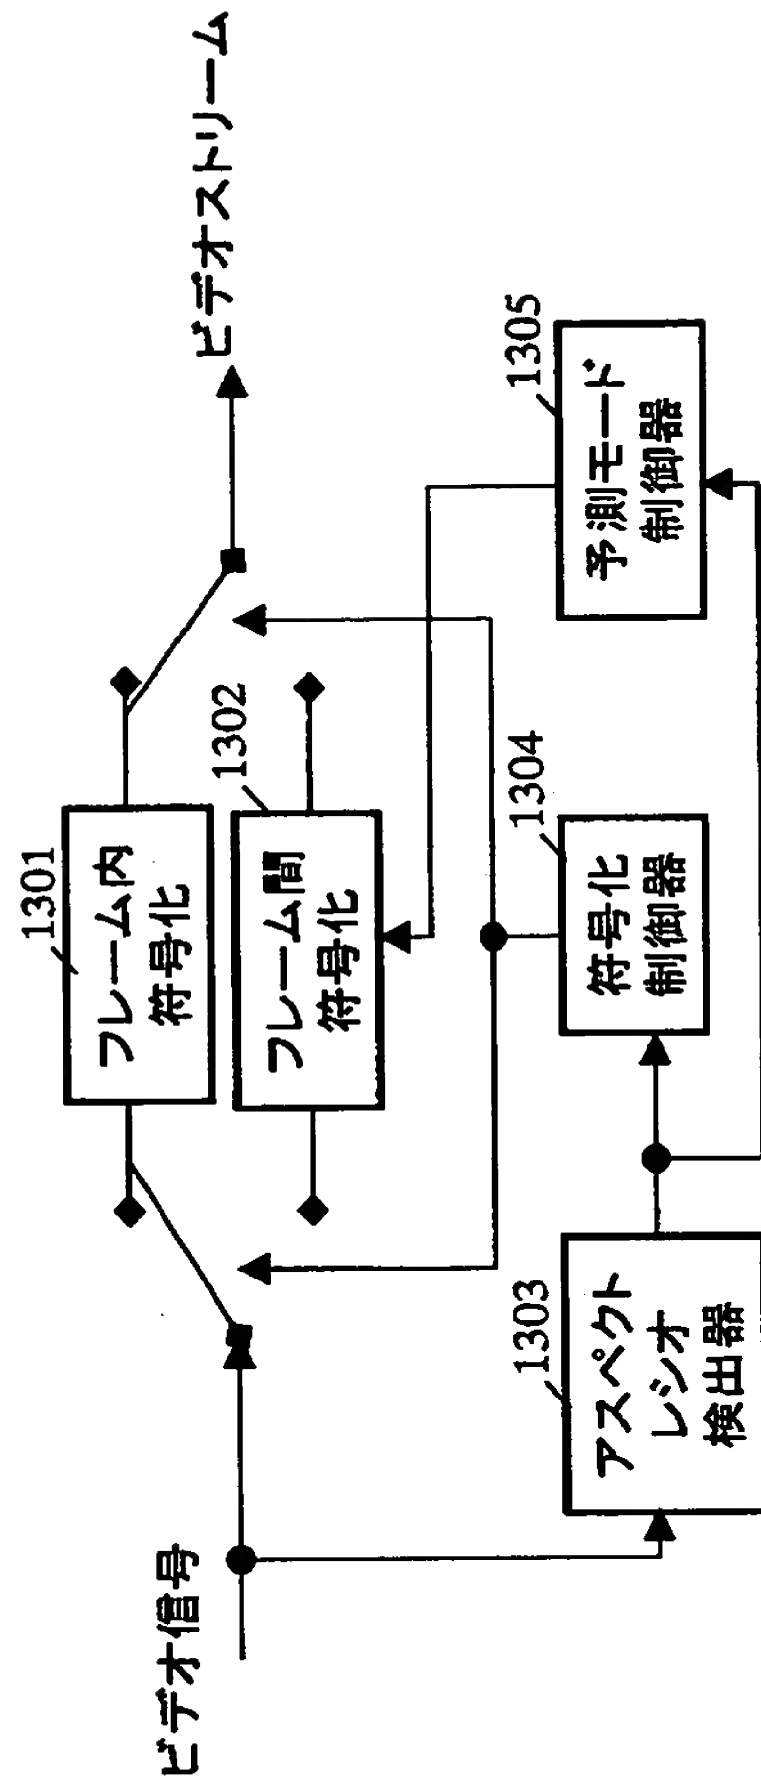 ビデオ信号
ビデオストリーム
1301
フレーム内
符号化
1302
フレーム間
符号化
1303
アスペクト
レシオ
検出器
1304
符号化
制御器
1305
予測モード
制御器